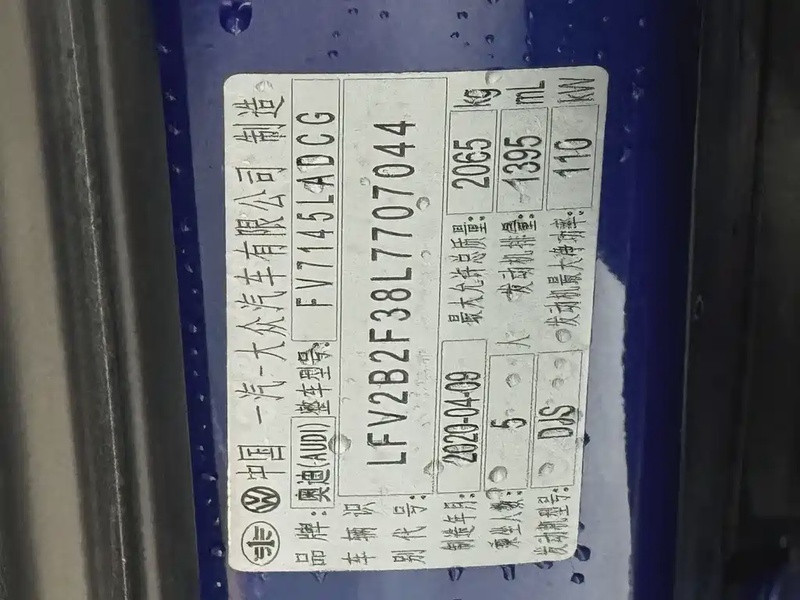 中国 一汽-大众汽车有限公司 制造
品牌:奥迪(AUDI) 整车型号: FV7145LADCG
车辆识别代号: LFV2B2F38L7707044
制造年月: 2020-04-09 最大允许总质量: 2065 kg
乘坐人数: 5 人 发动机排量: 1395 mL
发动机型号: DJS 发动机最大净功率: 110 kW